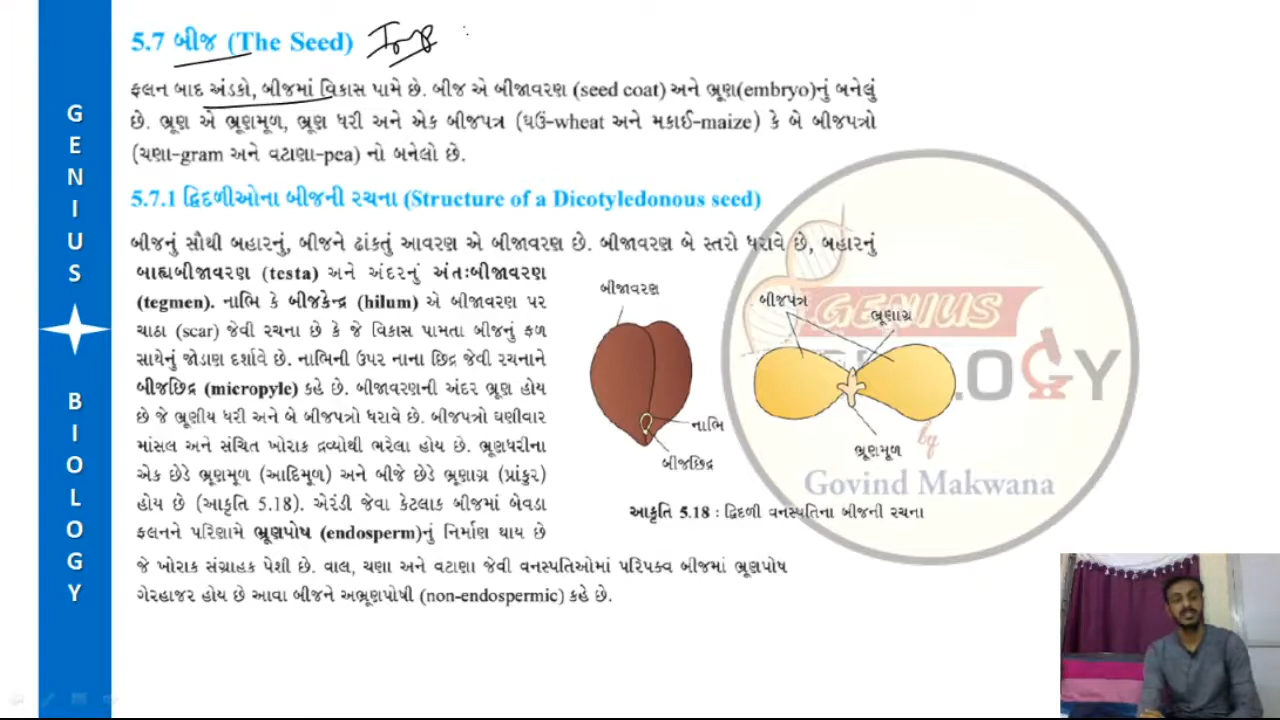 5.7 બીજ (The Seed) Imp
ફલન બાદ અંડકો, બીજમાં વિકાસ પામે છે. બીજ એ બીજાવરણ (seed coat) અને ભ્રૂણ(embryo)નું બનેલું
છે. ભ્રૂણ એ ભ્રૂણમૂળ, ભ્રૂણ ધરી અને એક બીજપત્ર (ઘઉં-wheat અને મકાઈ-maize) કે બે બીજપત્રો
(ચણા-gram અને વટાણા-pea) નો બનેલો છે.
5.7.1 દ્વિદળીઓના બીજની રચના (Structure of a Dicotyledonous seed)
બીજનું સૌથી બહારનું, બીજને ઢાંકતું આવરણ એ બીજાવરણ છે. બીજાવરણ બે સ્તરો ધરાવે છે, બહારનું
બાહ્યબીજાવરણ (testa) અને અંદરનું અંતઃબીજાવરણ
(tegmen). નાભિ કે બીજકેન્દ્ર (hilum) એ બીજાવરણ પર
ચાઠા (scar) જેવી રચના છે કે જે વિકાસ પામતા બીજનું ફળ
સાથેનું જોડાણ દર્શાવે છે. નાભિની ઉપર નાના છિદ્ર જેવી રચનાને
બીજછિદ્ર (micropyle) કહે છે. બીજાવરણની અંદર ભ્રૂણ હોય
છે જે ભ્રૂણીય ધરી અને બે બીજપત્રો ધરાવે છે. બીજપત્રો ઘણીવાર
માંસલ અને સંચિત ખોરાક દ્રવ્યોથી ભરેલા હોય છે. ભ્રૂણધરીના
એક છેડે ભ્રૂણમૂળ (આદિમૂળ) અને બીજે છેડે ભ્રૂણાગ્ર (પ્રાંકુર)
હોય છે (આકૃતિ 5.18). એરંડી જેવા કેટલાક બીજમાં બેવડા
ફલનને પરિણામે ભ્રૂણપોષ (endosperm)નું નિર્માણ થાય છે
જે ખોરાક સંગ્રાહક પેશી છે. વાલ, ચણા અને વટાણા જેવી વનસ્પતિઓમાં પરિપક્વ બીજમાં ભ્રૂણપોષ
ગેરહાજર હોય છે આવા બીજને અભ્રૂણપોષી (non-endospermic) કહે છે.
બીજાવરણ
નાભિ
બીજછિદ્ર
બીજપત્ર
ભ્રૂણાગ્ર
ભ્રૂણમૂળ
આકૃતિ 5.18 : દ્વિદળી વનસ્પતિના બીજની રચના
GENIUS
BIOLOGY
GENIUS
OGY
by
Govind Makwana